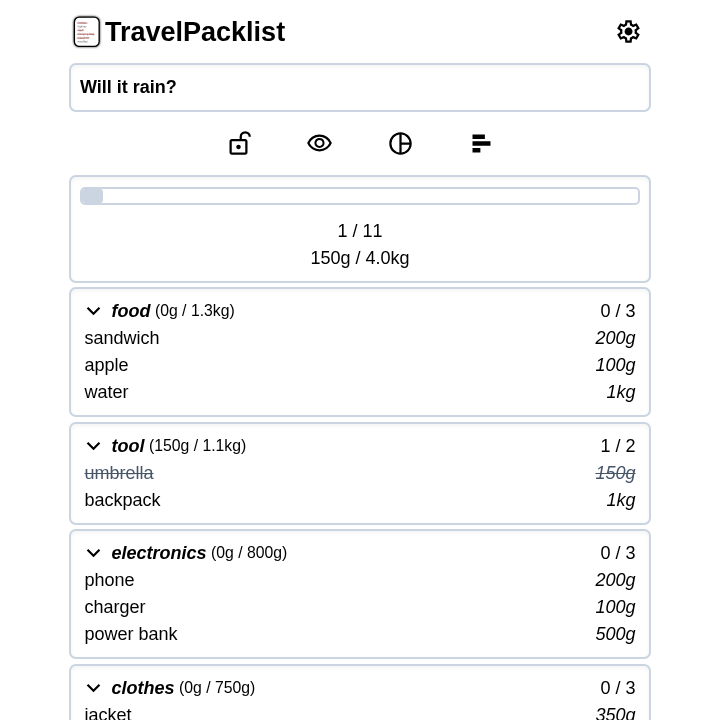 TravelPacklist
Will it rain?
1 / 11
150g / 4.0kg
food (0g / 1.3kg) 0 / 3
sandwich 200g
apple 100g
water 1kg
tool (150g / 1.1kg) 1 / 2
umbrella 150g
backpack 1kg
electronics (0g / 800g) 0 / 3
phone 200g
charger 100g
power bank 500g
clothes (0g / 750g) 0 / 3
jacket 350g